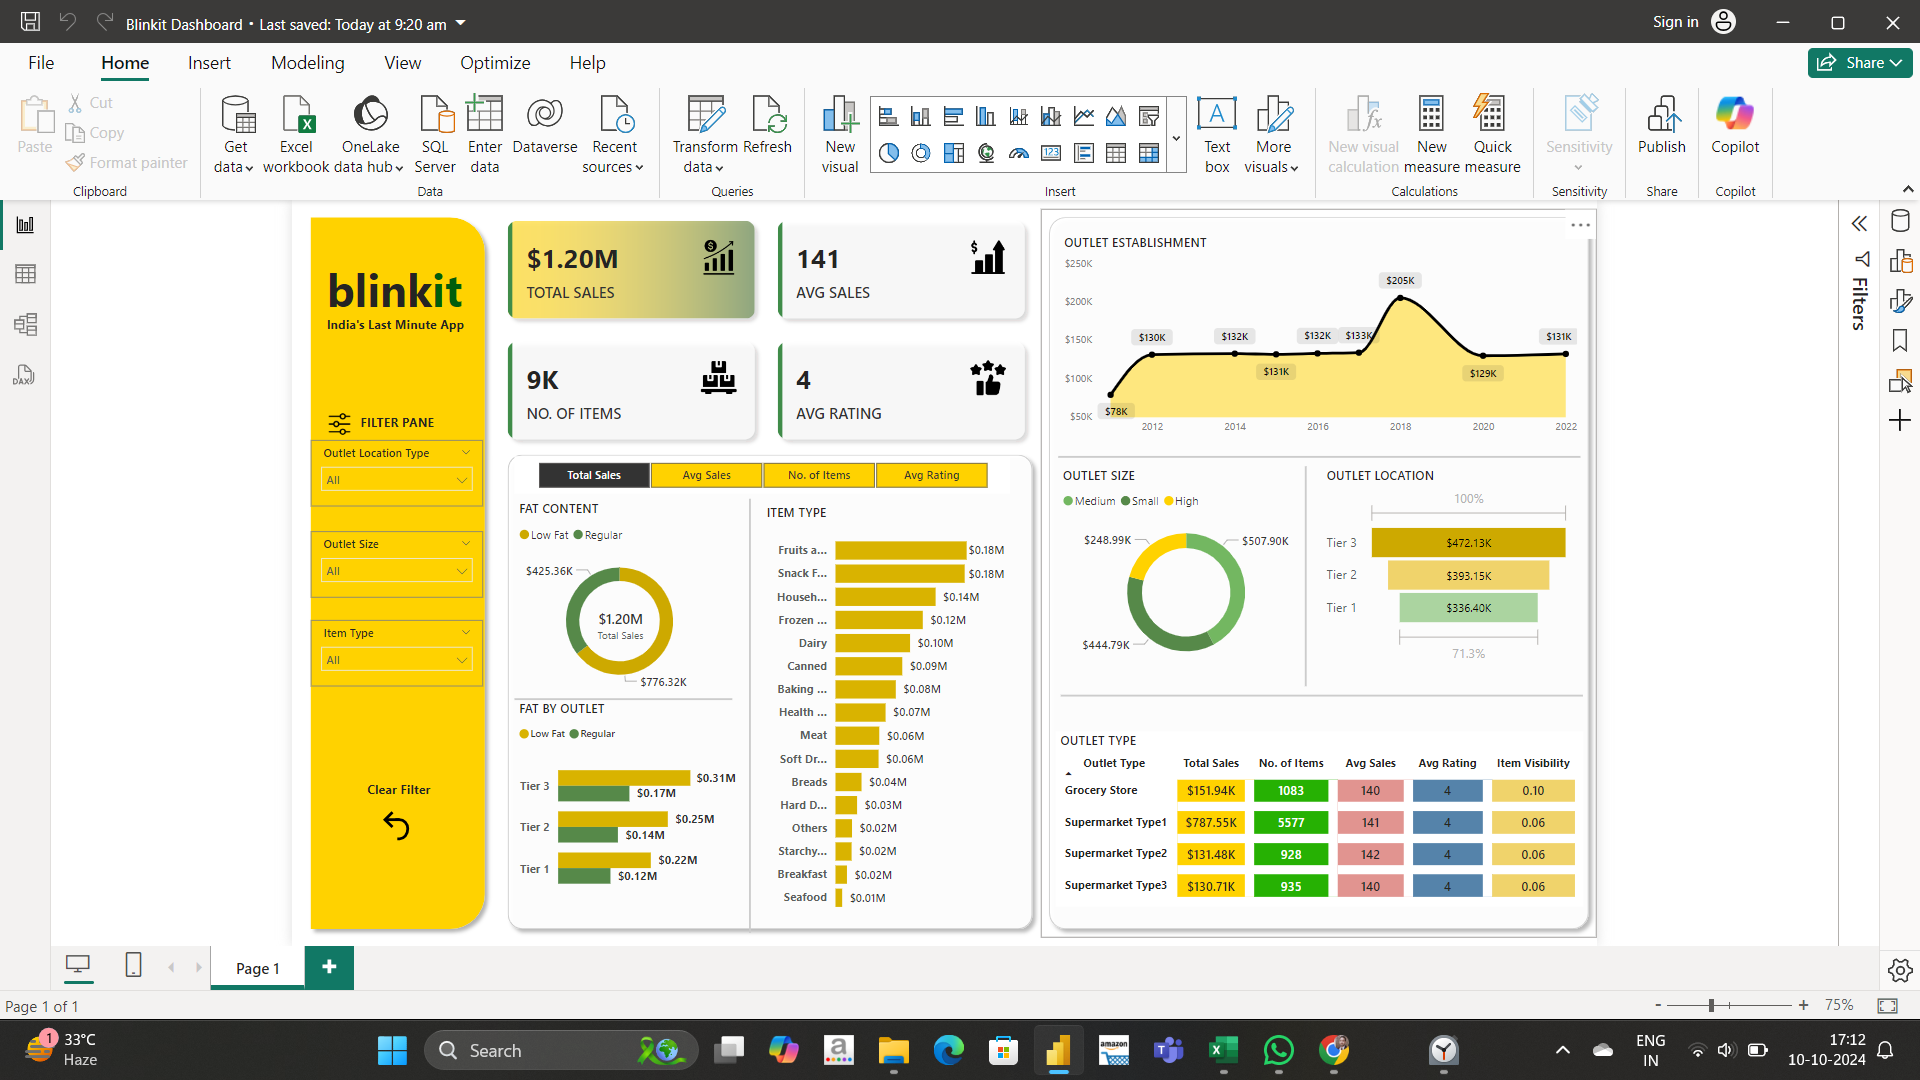 Blinkit Dashboard • Last saved: Today at 9:20 am
Sign in
File Home Insert Modeling View Optimize Help
Share
Paste
Cut
Copy
Format painter
Clipboard
Get data
Excel workbook
OneLake data hub
SQL Server
Enter data
Dataverse
Recent sources
Data
Transform data
Refresh
Queries
New visual
123
A
Text box
More visuals
Insert
New visual calculation
New measure
Quick measure
Calculations
Sensitivity
Sensitivity
Publish
Share
Copilot
Copilot
DAX
blinkit
India's Last Minute App
FILTER PANE
Outlet Location Type
All
Outlet Size
All
Item Type
All
Clear Filter
$1.20M
TOTAL SALES
141
AVG SALES
9K
NO. OF ITEMS
4
AVG RATING
Total Sales Avg Sales No. of Items Avg Rating
FAT CONTENT
Low Fat Regular
$425.36K
$1.20M
Total Sales
$776.32K
FAT BY OUTLET
Low Fat Regular
Tier 3 $0.31M
$0.17M
Tier 2 $0.25M
$0.14M
Tier 1 $0.22M
$0.12M
ITEM TYPE
Fruits a... $0.18M
Snack F... $0.18M
Househ... $0.14M
Frozen ... $0.12M
Dairy $0.10M
Canned $0.09M
Baking ... $0.08M
Health ... $0.07M
Meat $0.06M
Soft Dr... $0.06M
Breads $0.04M
Hard D... $0.03M
Others $0.02M
Starchy... $0.02M
Breakfast $0.02M
Seafood $0.01M
OUTLET ESTABLISHMENT
$250K
$200K
$150K
$100K
$50K
$78K
$130K
$132K
$131K
$132K
$133K
$205K
$129K
$131K
2012 2014 2016 2018 2020 2022
OUTLET SIZE
Medium Small High
$248.99K
$507.90K
$444.79K
OUTLET LOCATION
100%
Tier 3 $472.13K
Tier 2 $393.15K
Tier 1 $336.40K
71.3%
OUTLET TYPE
Outlet Type Total Sales No. of Items Avg Sales Avg Rating Item Visibility
Grocery Store $151.94K 1083 140 4 0.10
Supermarket Type1 $787.55K 5577 141 4 0.06
Supermarket Type2 $131.48K 928 142 4 0.06
Supermarket Type3 $130.71K 935 140 4 0.06
Filters
Page 1
Page 1 of 1
- + 75%
1
33°C
Haze
Search
a
amazon
ENG
IN
17:12
10-10-2024